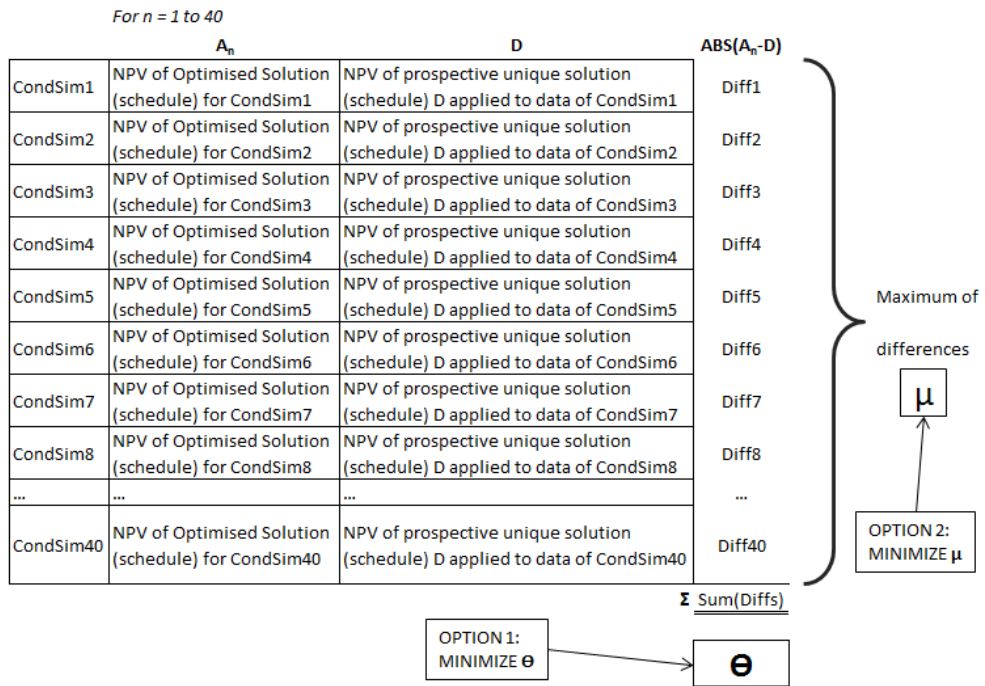 For n = 1 to 40
Aₙ D ABS(Aₙ-D)
CondSim1 NPV of Optimised Solution (schedule) for CondSim1 NPV of prospective unique solution (schedule) D applied to data of CondSim1 Diff1
CondSim2 NPV of Optimised Solution (schedule) for CondSim2 NPV of prospective unique solution (schedule) D applied to data of CondSim2 Diff2
CondSim3 NPV of Optimised Solution (schedule) for CondSim3 NPV of prospective unique solution (schedule) D applied to data of CondSim3 Diff3
CondSim4 NPV of Optimised Solution (schedule) for CondSim4 NPV of prospective unique solution (schedule) D applied to data of CondSim4 Diff4
CondSim5 NPV of Optimised Solution (schedule) for CondSim5 NPV of prospective unique solution (schedule) D applied to data of CondSim5 Diff5
CondSim6 NPV of Optimised Solution (schedule) for CondSim6 NPV of prospective unique solution (schedule) D applied to data of CondSim6 Diff6
CondSim7 NPV of Optimised Solution (schedule) for CondSim7 NPV of prospective unique solution (schedule) D applied to data of CondSim7 Diff7
CondSim8 NPV of Optimised Solution (schedule) for CondSim8 NPV of prospective unique solution (schedule) D applied to data of CondSim8 Diff8
... ... ... ...
CondSim40 NPV of Optimised Solution (schedule) for CondSim40 NPV of prospective unique solution (schedule) D applied to data of CondSim40 Diff40
Σ Sum(Diffs)
Maximum of
differences
μ
OPTION 2:
MINIMIZE μ
OPTION 1:
MINIMIZE Θ
Θ